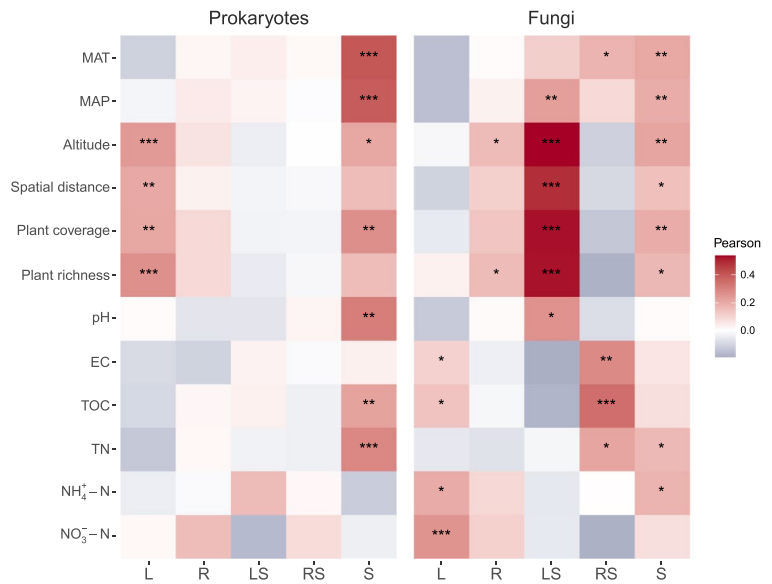 Prokaryotes Fungi
MAT *** * **
MAP *** ** **
Altitude *** * * *** **
Spatial distance ** *** *
Plant coverage ** ** *** **
Plant richness *** * *** *
pH ** *
EC * **
TOC ** * ***
TN *** * *
NH₄⁺–N * *
NO₃⁻–N ***
L R LS RS S L R LS RS S
Pearson
0.4
0.2
0.0